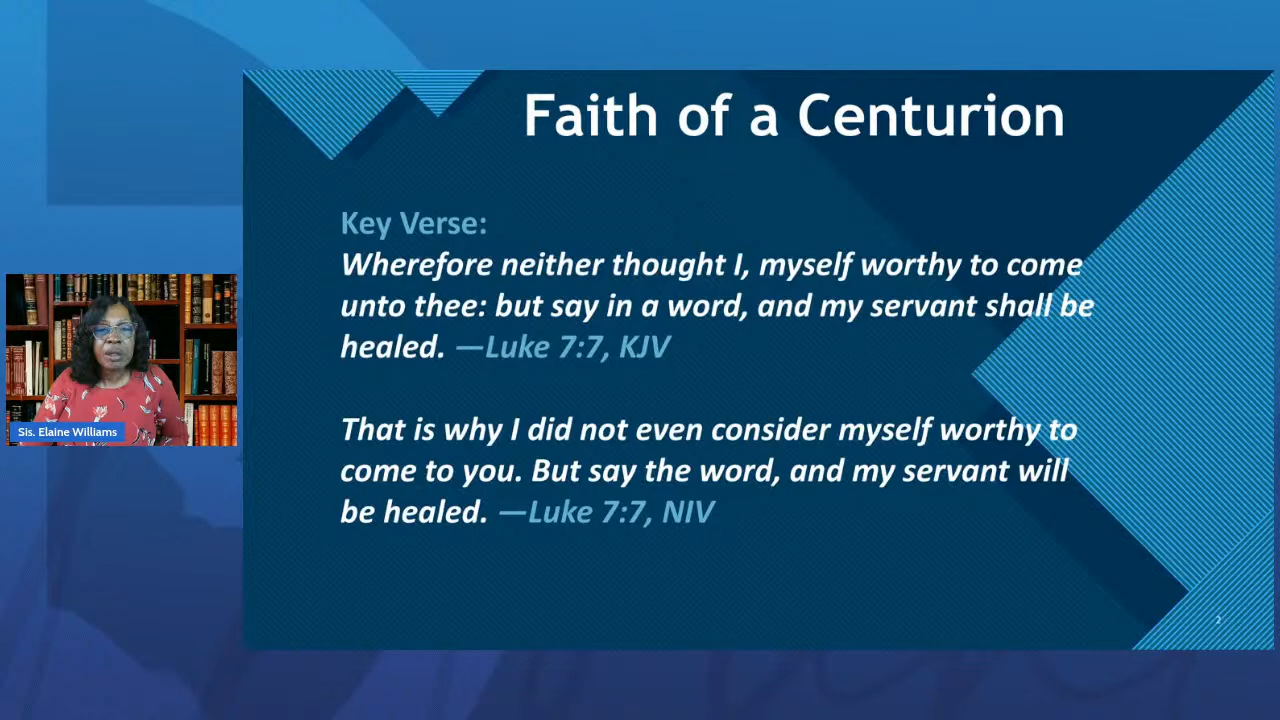 Faith of a Centurion
Key Verse:
Wherefore neither thought I, myself worthy to come
unto thee: but say in a word, and my servant shall be
healed. —Luke 7:7, KJV
That is why I did not even consider myself worthy to
come to you. But say the word, and my servant will
be healed. —Luke 7:7, NIV
Sis. Elaine Williams
2